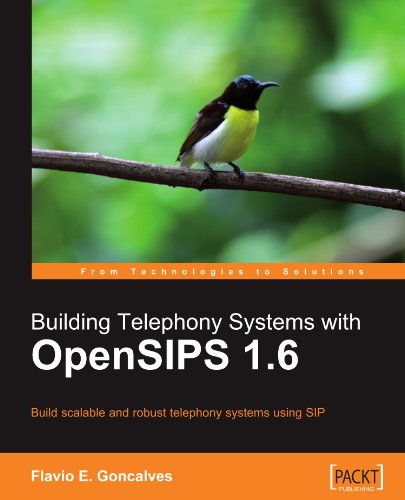 From Technologies to Solutions
Building Telephony Systems with
OpenSIPS 1.6
Build scalable and robust telephony systems using SIP
Flavio E. Goncalves
PACKT
PUBLISHING